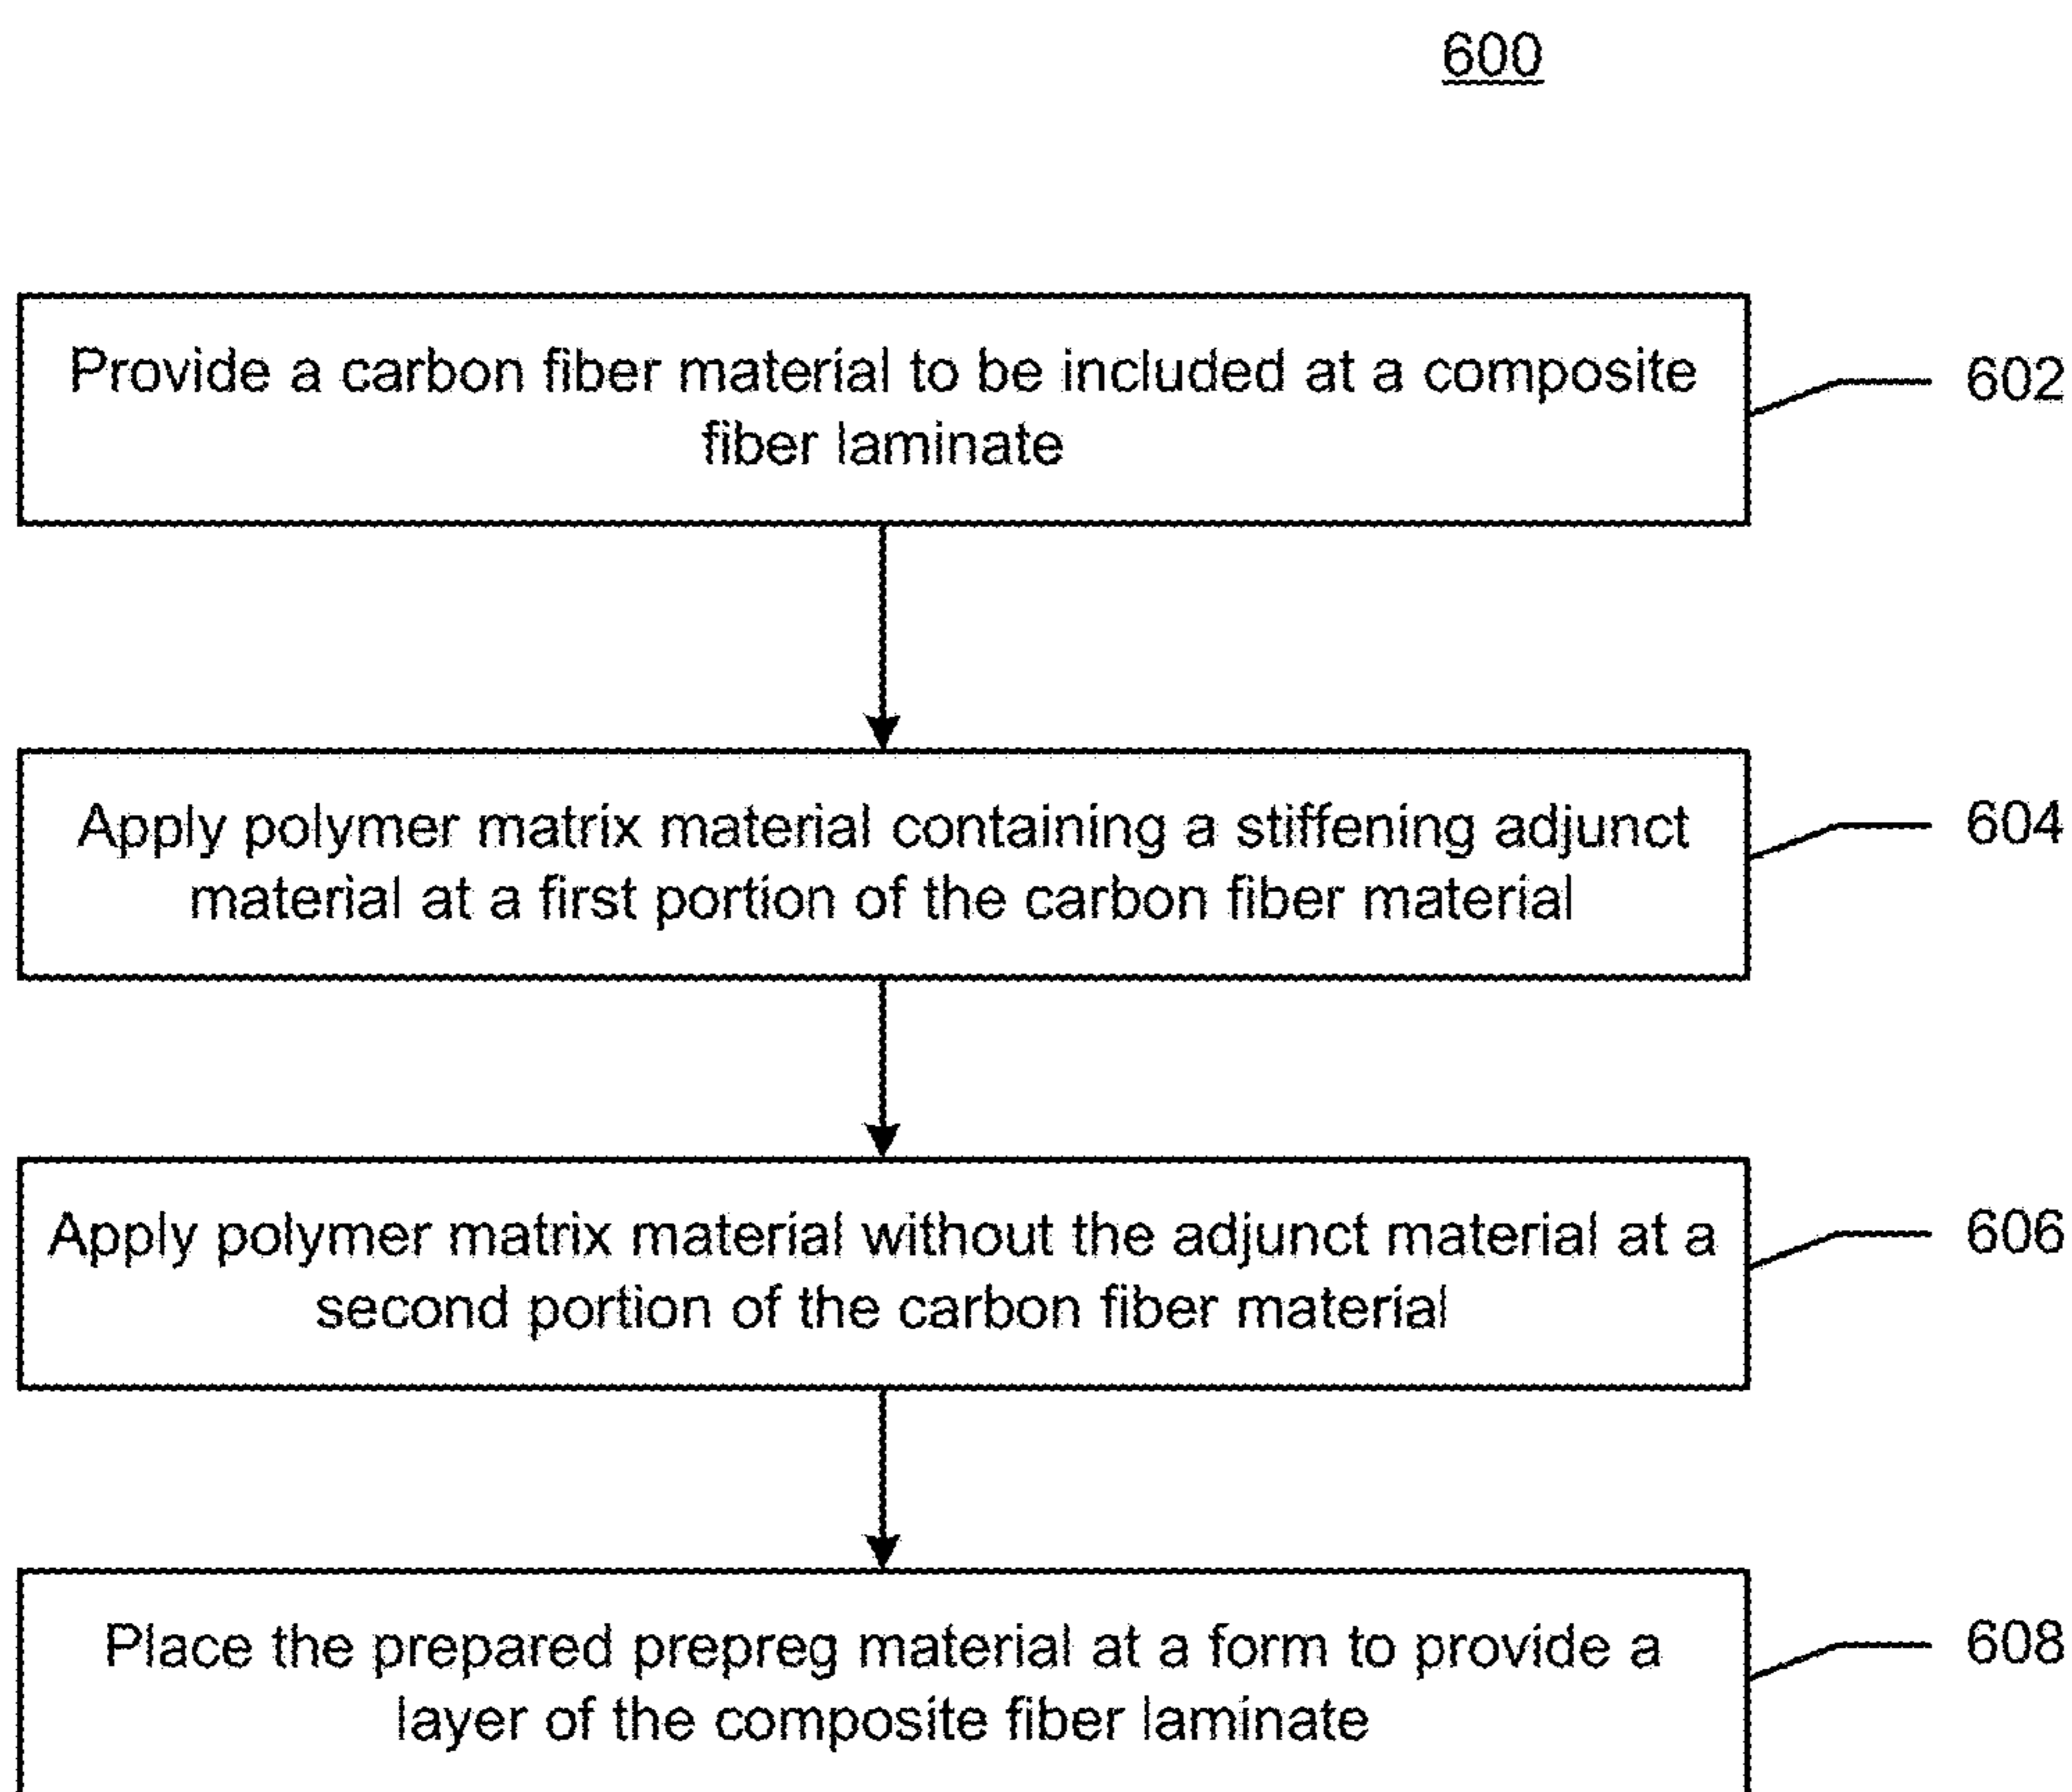 600
Provide a carbon fiber material to be included at a composite
fiber laminate
602
Apply polymer matrix material containing a stiffening adjunct
material at a first portion of the carbon fiber material
604
Apply polymer matrix material without the adjunct material at a
second portion of the carbon fiber material
606
Place the prepared prepreg material at a form to provide a
layer of the composite fiber laminate
608